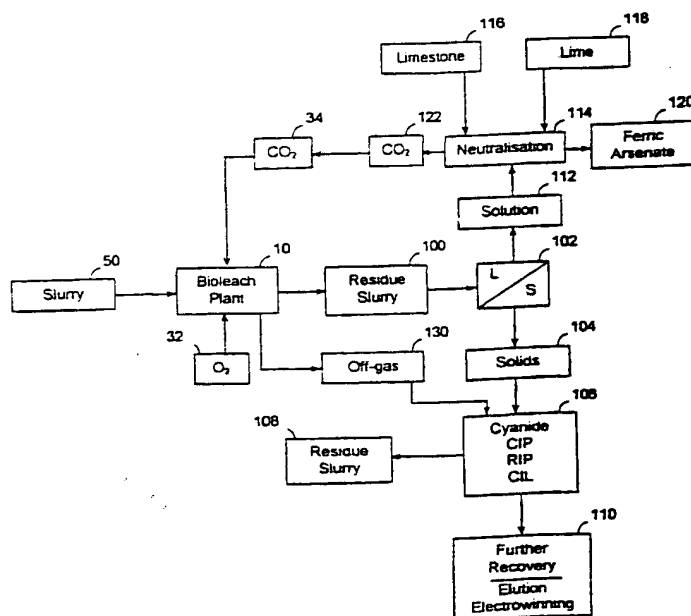 116
118
Limestone
Lime
34
122
114
120
CO₂
CO₂
Neutralisation
Ferric
Arsenate
112
Solution
50
10
100
102
Slurry
Bioleach
Plant
Residue
Slurry
L
S
32
O₂
130
Off-gas
104
Solids
108
Residue
Slurry
Cyanide
CIP
RIP
CIL
110
Further
Recovery
Elution
Electrowinning